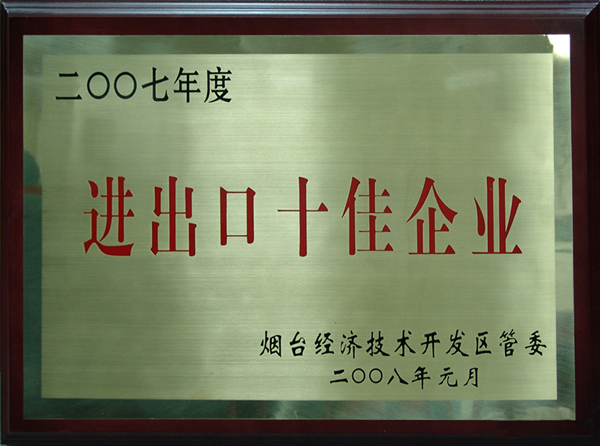 二〇〇七年度
进出口十佳企业
烟台经济技术开发区管委
二〇〇八年元月